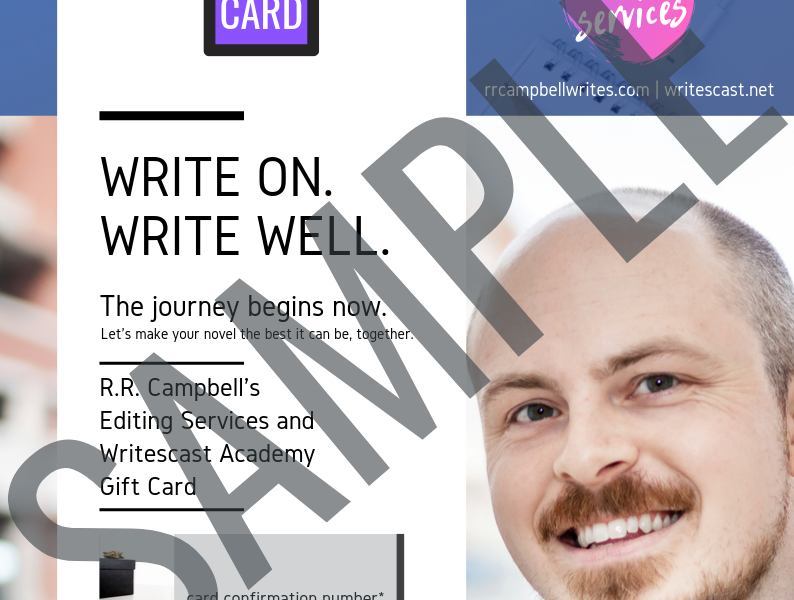 CARD
services
rrcampbellwrites.com | writescast.net
WRITE ON.
WRITE WELL.
The journey begins now.
Let's make your novel the best it can be, together.
R.R. Campbell's
Editing Services and
Writescast Academy
Gift Card
card confirmation number*
SAMPLE